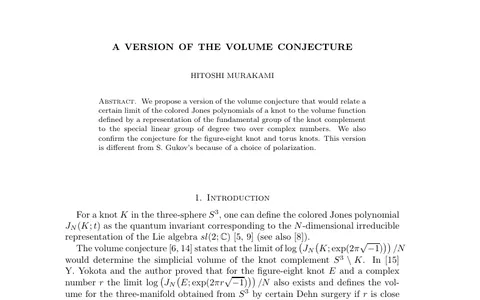 A VERSION OF THE VOLUME CONJECTURE
HITOSHI MURAKAMI
Abstract. We propose a version of the volume conjecture that would relate a
certain limit of the colored Jones polynomials of a knot to the volume function
defined by a representation of the fundamental group of the knot complement
to the special linear group of degree two over complex numbers. We also
confirm the conjecture for the figure-eight knot and torus knots. This version
is different from S. Gukov's because of a choice of polarization.
1. Introduction
For a knot K in the three-sphere S³, one can define the colored Jones polynomial
J_N(K; t) as the quantum invariant corresponding to the N-dimensional irreducible
representation of the Lie algebra sl(2; ℂ) [5, 9] (see also [8]).
The volume conjecture [6, 14] states that the limit of log(J_N(K; exp(2π√−1))/N
would determine the simplicial volume of the knot complement S³ \ K. In [15]
Y. Yokota and the author proved that for the figure-eight knot E and a complex
number r the limit log(J_N(E; exp(2πr√−1))/N also exists and defines the vol-
ume for the three-manifold obtained from S³ by certain Dehn surgery if r is close